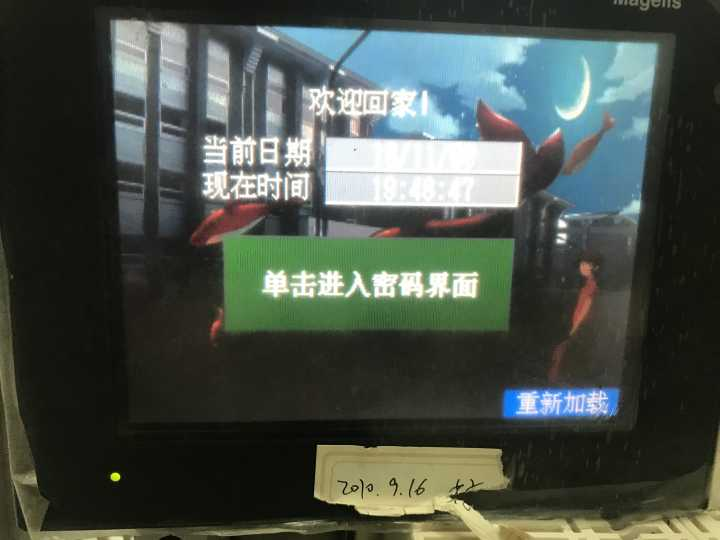 Magelis
欢迎回家!
当前日期
现在时间 19:48:47
单击进入密码界面
重新加载
2010.9.16